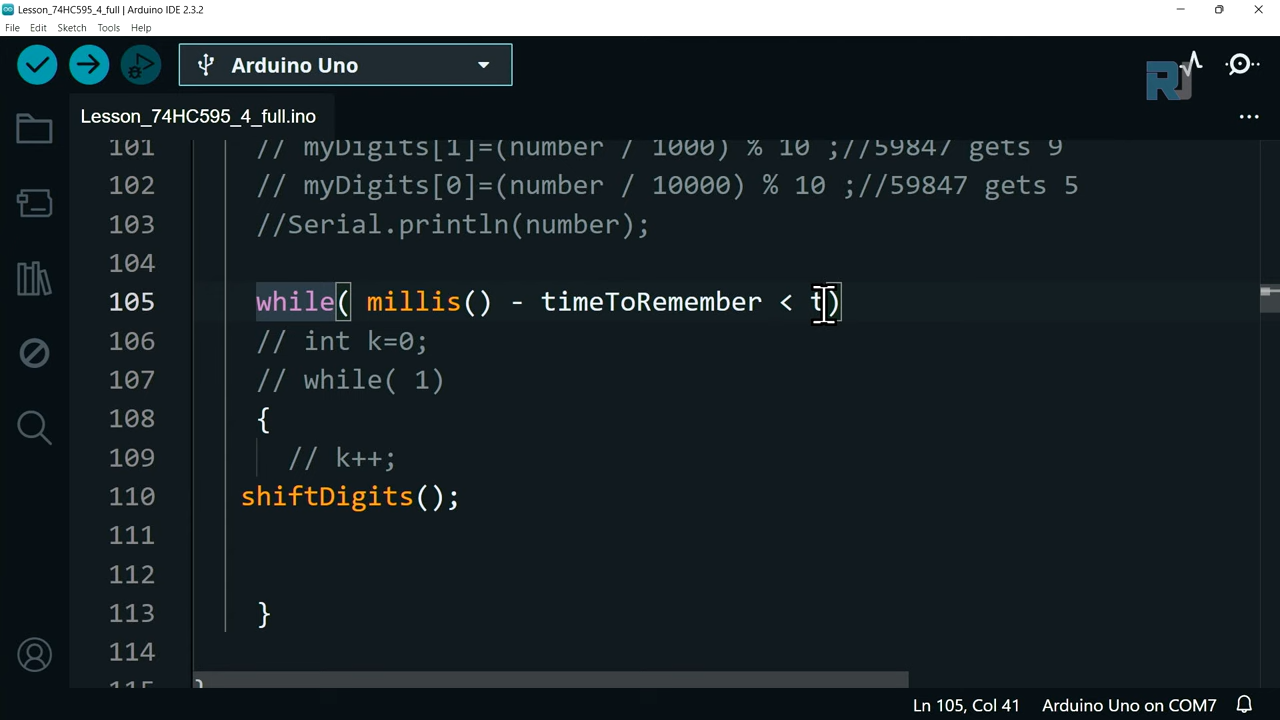 Lesson_74HC595_4_full | Arduino IDE 2.3.2
File Edit Sketch Tools Help
Arduino Uno
RJ
Lesson_74HC595_4_full.ino
101 // myDigits[1]=(number / 1000) % 10 ;//59847 gets 9
102 // myDigits[0]=(number / 10000) % 10 ;//59847 gets 5
103 //Serial.println(number);
104
105 while( millis() - timeToRemember < t)
106 // int k=0;
107 // while( 1)
108 {
109 // k++;
110 shiftDigits();
111
112
113 }
114
115 }
Ln 105, Col 41 Arduino Uno on COM7